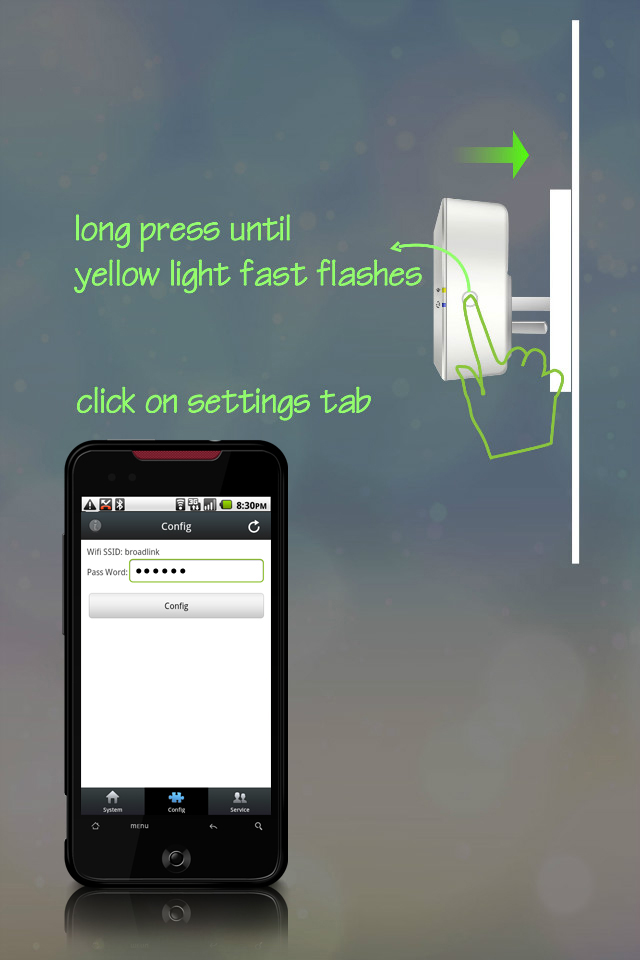 long press until
yellow light fast flashes
click on settings tab
3G
8:30PM
Config
Wifi SSID: broadlink
Pass Word: ••••••
Config
System
Config
Service
MENU